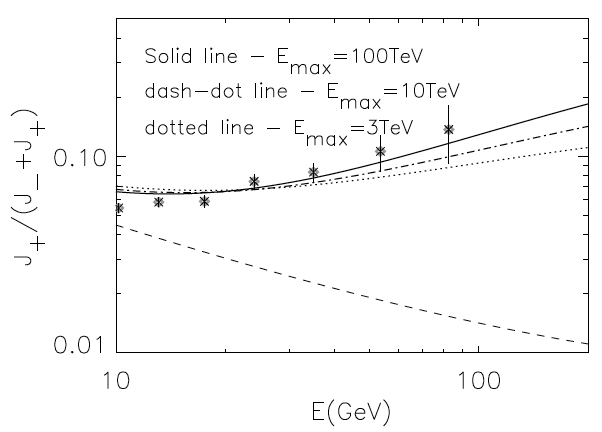 Solid line – E_max=100TeV
dash–dot line – E_max=10TeV
dotted line – E_max=3TeV
J_+/(J_-+J_+)
0.10
0.01
10
100
E(GeV)